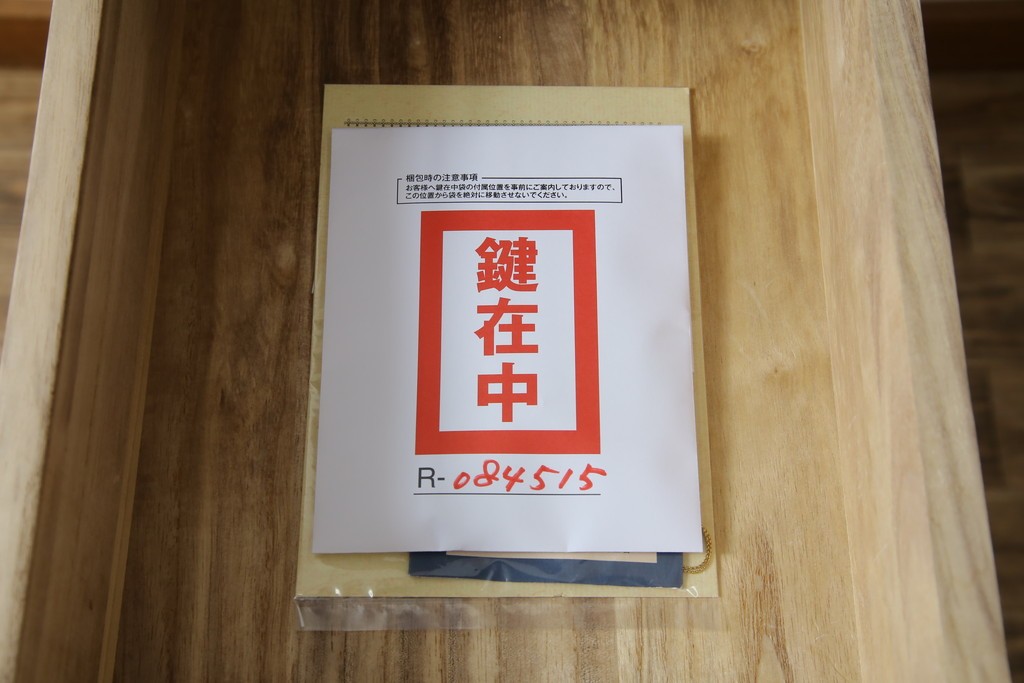 梱包時の注意事項
お客様へ鍵在中袋の付属位置を事前にご案内しておりますので、
この位置から袋を絶対に移動させないでください。
鍵在中
R-084515